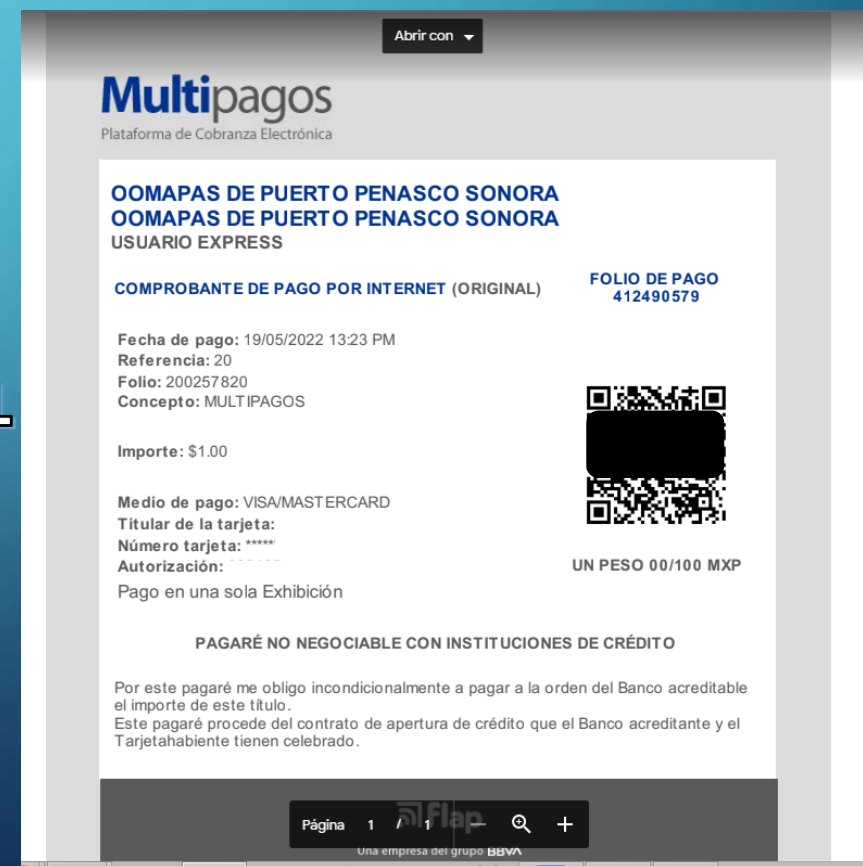 Abrir con
Multipagos
Plataforma de Cobranza Electrónica
OOMAPAS DE PUERTO PENASCO SONORA
OOMAPAS DE PUERTO PENASCO SONORA
USUARIO EXPRESS
COMPROBANTE DE PAGO POR INTERNET (ORIGINAL)
FOLIO DE PAGO
412490579
Fecha de pago: 19/05/2022 13:23 PM
Referencia: 20
Folio: 200257820
Concepto: MULTIPAGOS
Importe: $1.00
Medio de pago: VISA/MASTERCARD
Titular de la tarjeta:
Número tarjeta: *****
Autorización:
UN PESO 00/100 MXP
Pago en una sola Exhibición
PAGARÉ NO NEGOCIABLE CON INSTITUCIONES DE CRÉDITO
Por este pagaré me obligo incondicionalmente a pagar a la orden del Banco acreditable
el importe de este título.
Este pagaré procede del contrato de apertura de crédito que el Banco acreditante y el
Tarjetahabiente tienen celebrado.
flap
Página 1 / 1
Una empresa del grupo BBVA